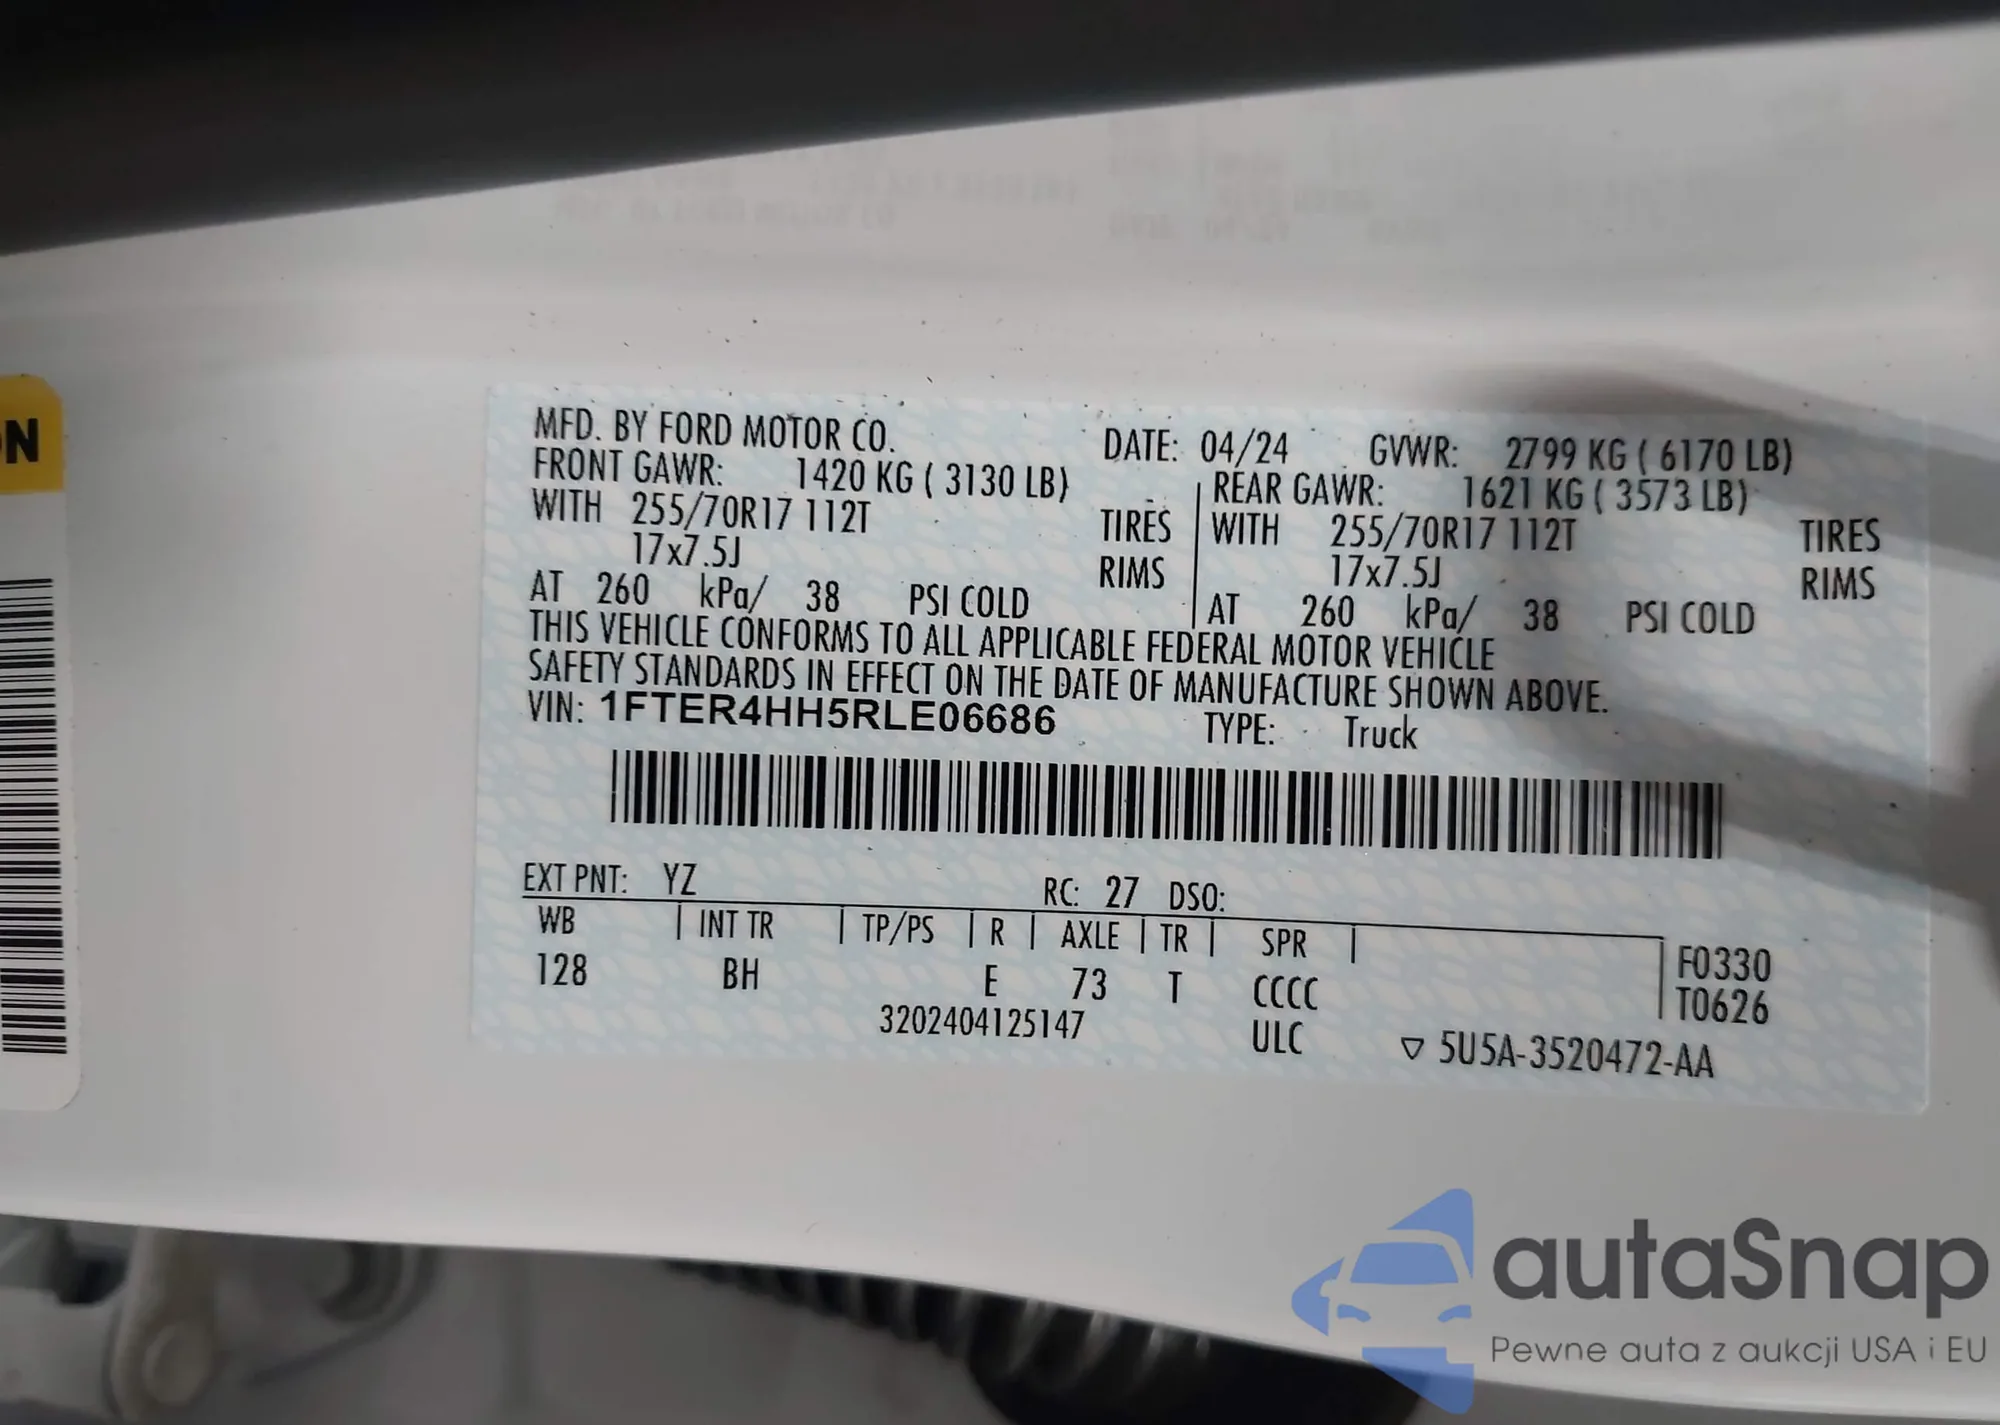 MFD. BY FORD MOTOR CO. DATE: 04/24 GVWR: 2799 KG ( 6170 LB)
FRONT GAWR: 1420 KG ( 3130 LB) REAR GAWR: 1621 KG ( 3573 LB)
WITH 255/70R17 112T TIRES WITH 255/70R17 112T TIRES
17x7.5J RIMS 17x7.5J RIMS
AT 260 kPa/ 38 PSI COLD AT 260 kPa/ 38 PSI COLD
THIS VEHICLE CONFORMS TO ALL APPLICABLE FEDERAL MOTOR VEHICLE
SAFETY STANDARDS IN EFFECT ON THE DATE OF MANUFACTURE SHOWN ABOVE.
VIN: 1FTER4HH5RLE06686 TYPE: Truck
EXT PNT: YZ RC: 27 DSO:
WB | INT TR | TP/PS | R | AXLE | TR | SPR | F0330
128 BH E 73 T CCCC T0626
3202404125147 ULC ▽ 5U5A-3520472-AA
autaSnap
Pewne auta z aukcji USA i EU